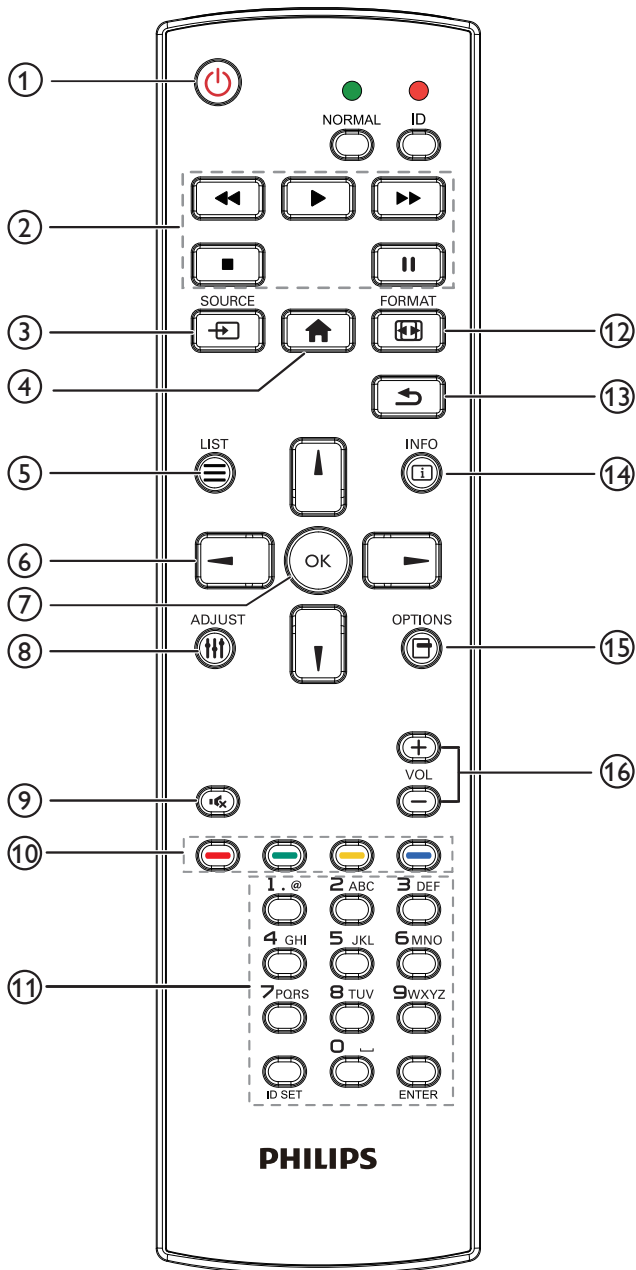 ①
NORMAL ID
②
SOURCE FORMAT
③ ⑫
④
⑬
LIST INFO
⑤ i ⑭
⑥ OK
⑦
ADJUST OPTIONS
⑧ ⑮
+
VOL ⑯
⑨ −
⑩
1 . @ 2 ABC 3 DEF
4 GHI 5 JKL 6 MNO
⑪ 7 PQRS 8 TUV 9 WXYZ
0 ⎵
ID SET ENTER
PHILIPS